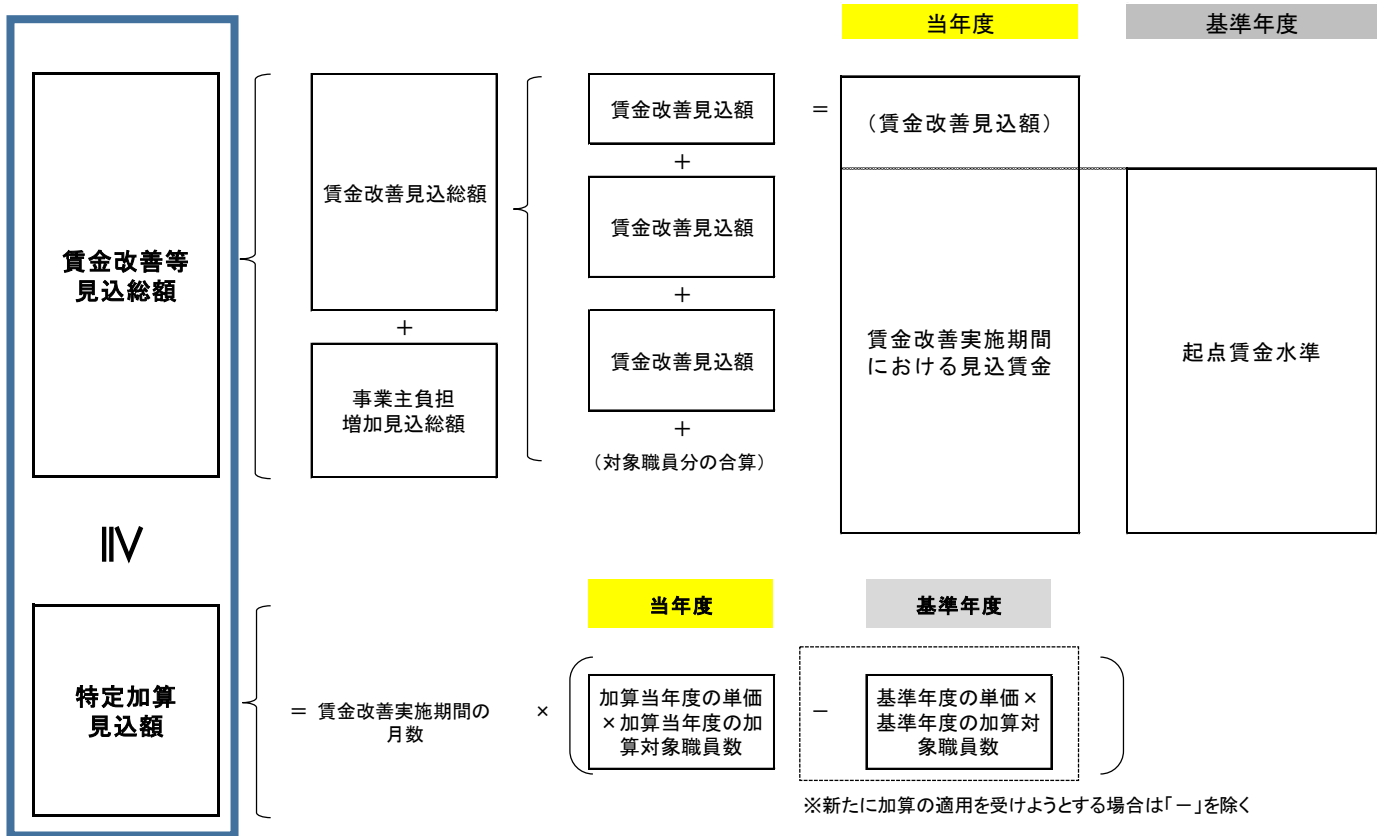 当年度
基準年度
賃金改善等
見込総額
賃金改善見込総額
+
事業主負担
増加見込総額
賃金改善見込額
+
賃金改善見込額
+
賃金改善見込額
+
（対象職員分の合算）
=
（賃金改善見込額）
賃金改善実施期間
における見込賃金
起点賃金水準
≧
当年度
基準年度
特定加算
見込額
= 賃金改善実施期間の
月数
×
加算当年度の単価
×加算当年度の加
算対象職員数
－
基準年度の単価×
基準年度の加算対
象職員数
※新たに加算の適用を受けようとする場合は「－」を除く